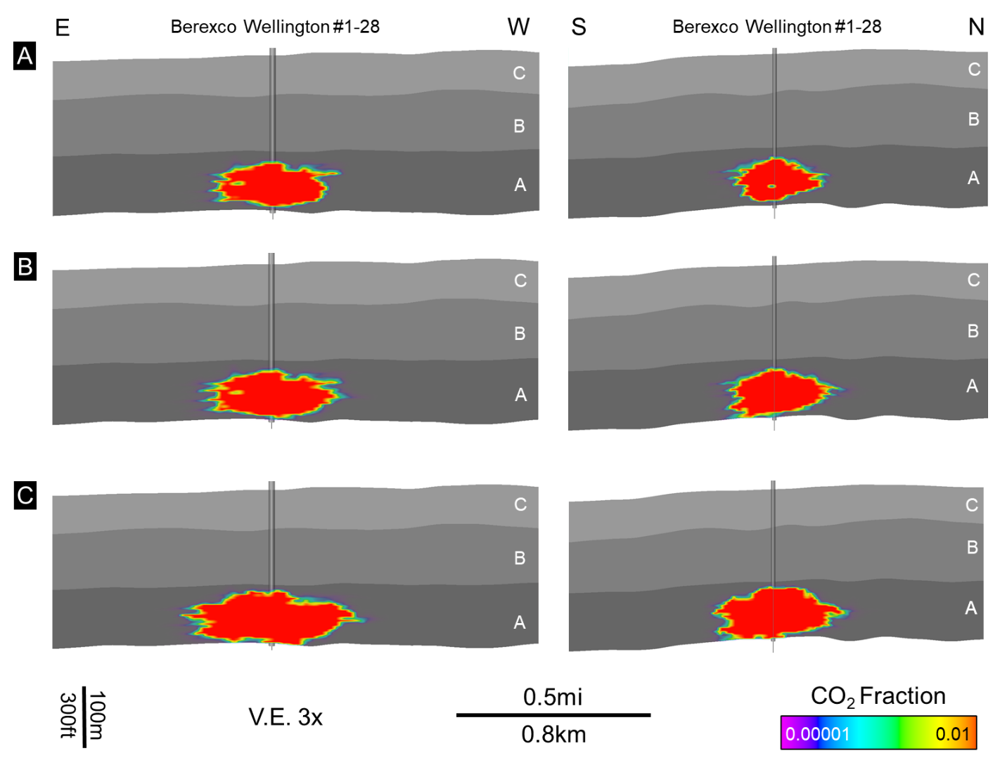 E Berexco Wellington #1-28 W
S Berexco Wellington #1-28 N
A
C
B
A
C
B
A
B
C
B
A
C
B
A
C
C
B
A
C
B
A
100m
300ft
V.E. 3x
0.5mi
0.8km
CO₂ Fraction
0.00001 0.01